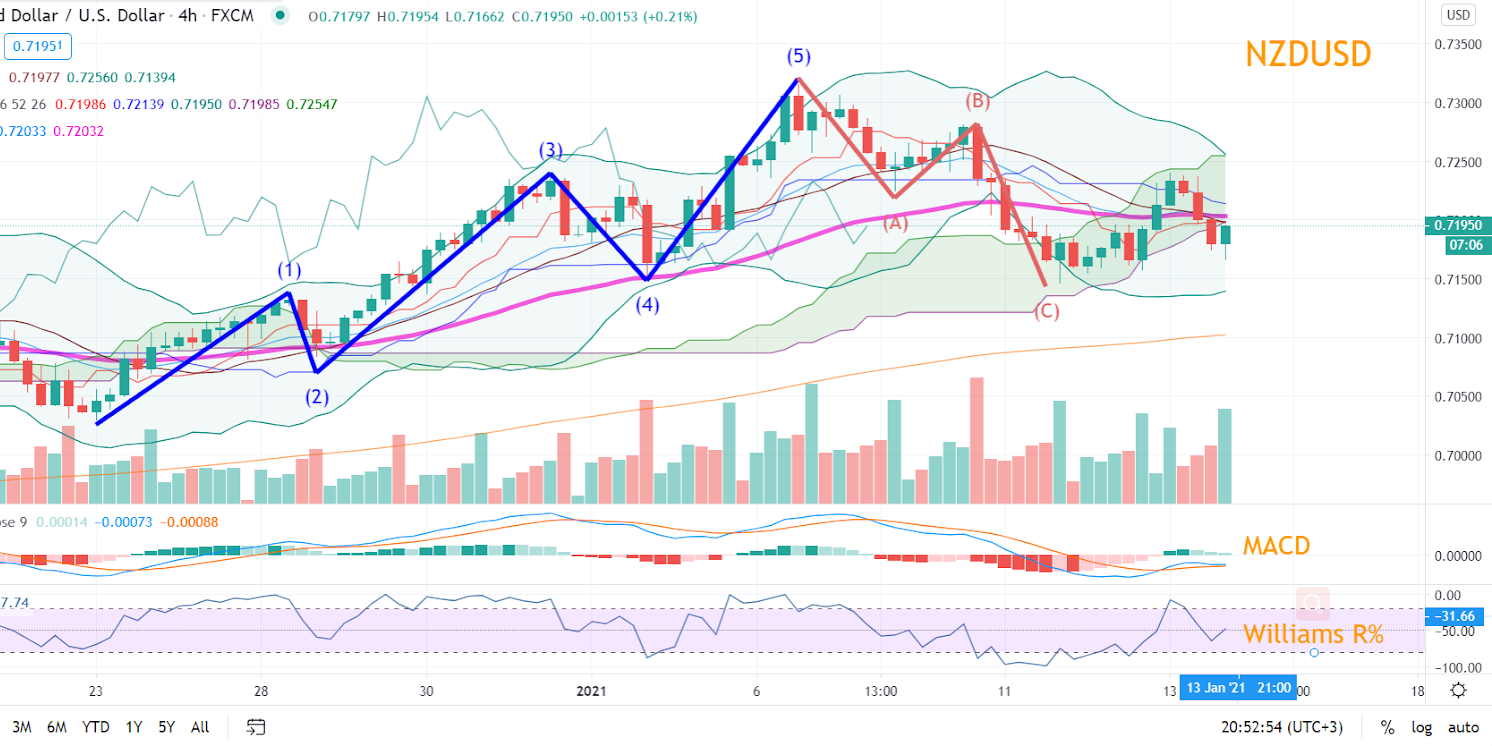 d Dollar / U.S. Dollar · 4h · FXCM O0.71797 H0.71954 L0.71662 C0.71950 +0.00153 (+0.21%)
USD
0.71951
NZDUSD
0.71977 0.72560 0.71394
6 52 26 0.71986 0.72139 0.71950 0.71985 0.72547
0.72033 0.72032
0.73500
0.73000
0.72500
0.71950
07:06
0.71500
0.71000
0.70500
0.70000
(5)
(B)
(3)
(A)
(1)
(4)
(C)
(2)
ose 9 0.00014 −0.00073 −0.00088
MACD
0.00000
7.74
0.00
−31.66
−50.00
Williams R%
−100.00
23 28 30 2021 6 13:00 11 13 13 Jan '21 21:00 :00 18
3M 6M YTD 1Y 5Y All 20:52:54 (UTC+3) % log auto